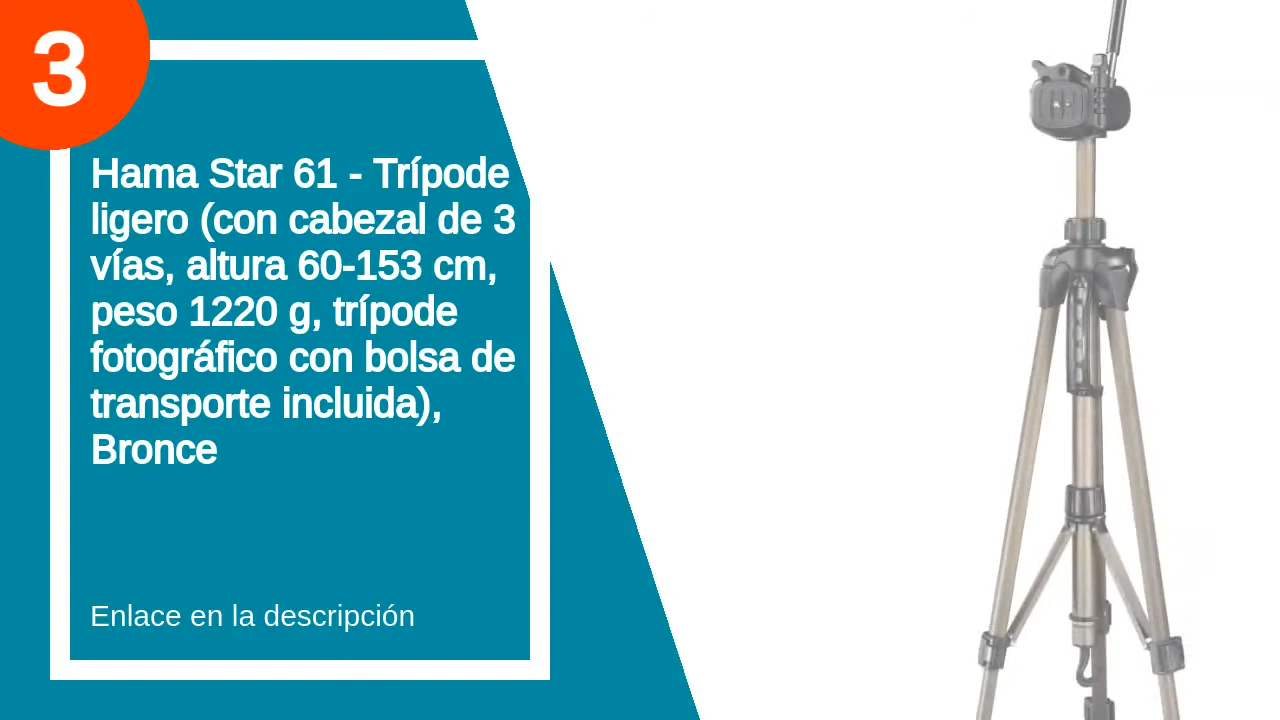 3
Hama Star 61 - Trípode
ligero (con cabezal de 3
vías, altura 60-153 cm,
peso 1220 g, trípode
fotográfico con bolsa de
transporte incluida),
Bronce
Enlace en la descripción